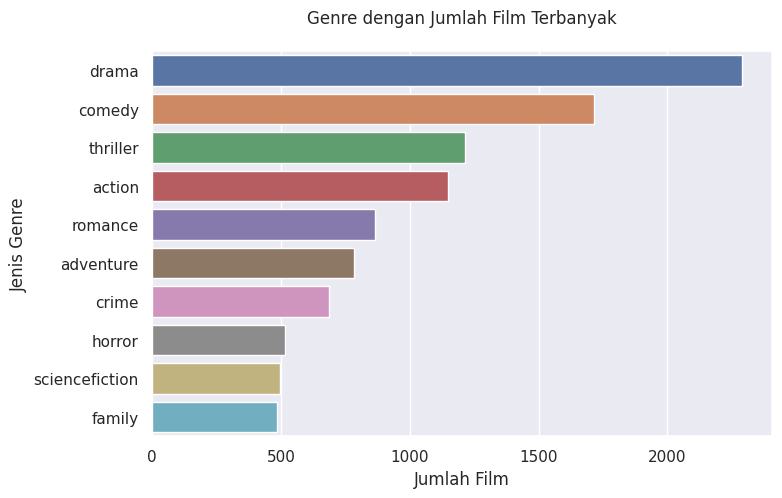 Genre dengan Jumlah Film Terbanyak
drama
comedy
thriller
action
romance
adventure
crime
horror
sciencefiction
family
Jenis Genre
0 500 1000 1500 2000
Jumlah Film